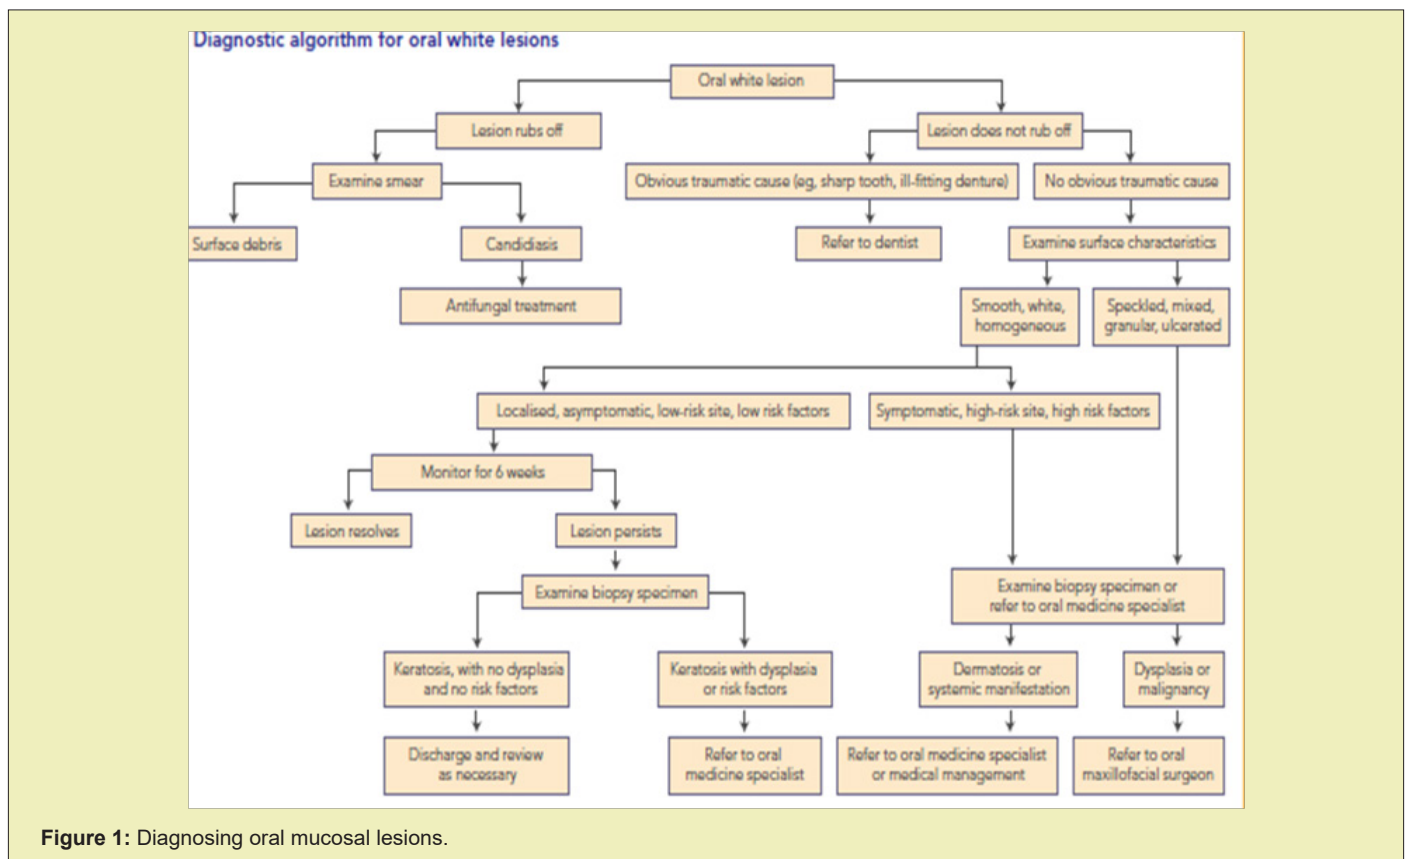 Diagnostic algorithm for oral white lesions
Oral white lesion
Lesion rubs off
Lesion does not rub off
Examine smear
Obvious traumatic cause (eg, sharp tooth, ill-fitting denture)
No obvious traumatic cause
Surface debris
Candidiasis
Refer to dentist
Examine surface characteristics
Antifungal treatment
Smooth, white,
homogeneous
Speckled, mixed,
granular, ulcerated
Localised, asymptomatic, low-risk site, low risk factors
Symptomatic, high-risk site, high risk factors
Monitor for 6 weeks
Lesion resolves
Lesion persists
Examine biopsy specimen
Examine biopsy specimen or
refer to oral medicine specialist
Keratosis, with no dysplasia
and no risk factors
Keratosis with dysplasia
or risk factors
Dermatosis or
systemic manifestation
Dysplasia or
malignancy
Discharge and review
as necessary
Refer to oral
medicine specialist
Refer to oral medicine specialist
or medical management
Refer to oral
maxillofacial surgeon
Figure 1: Diagnosing oral mucosal lesions.